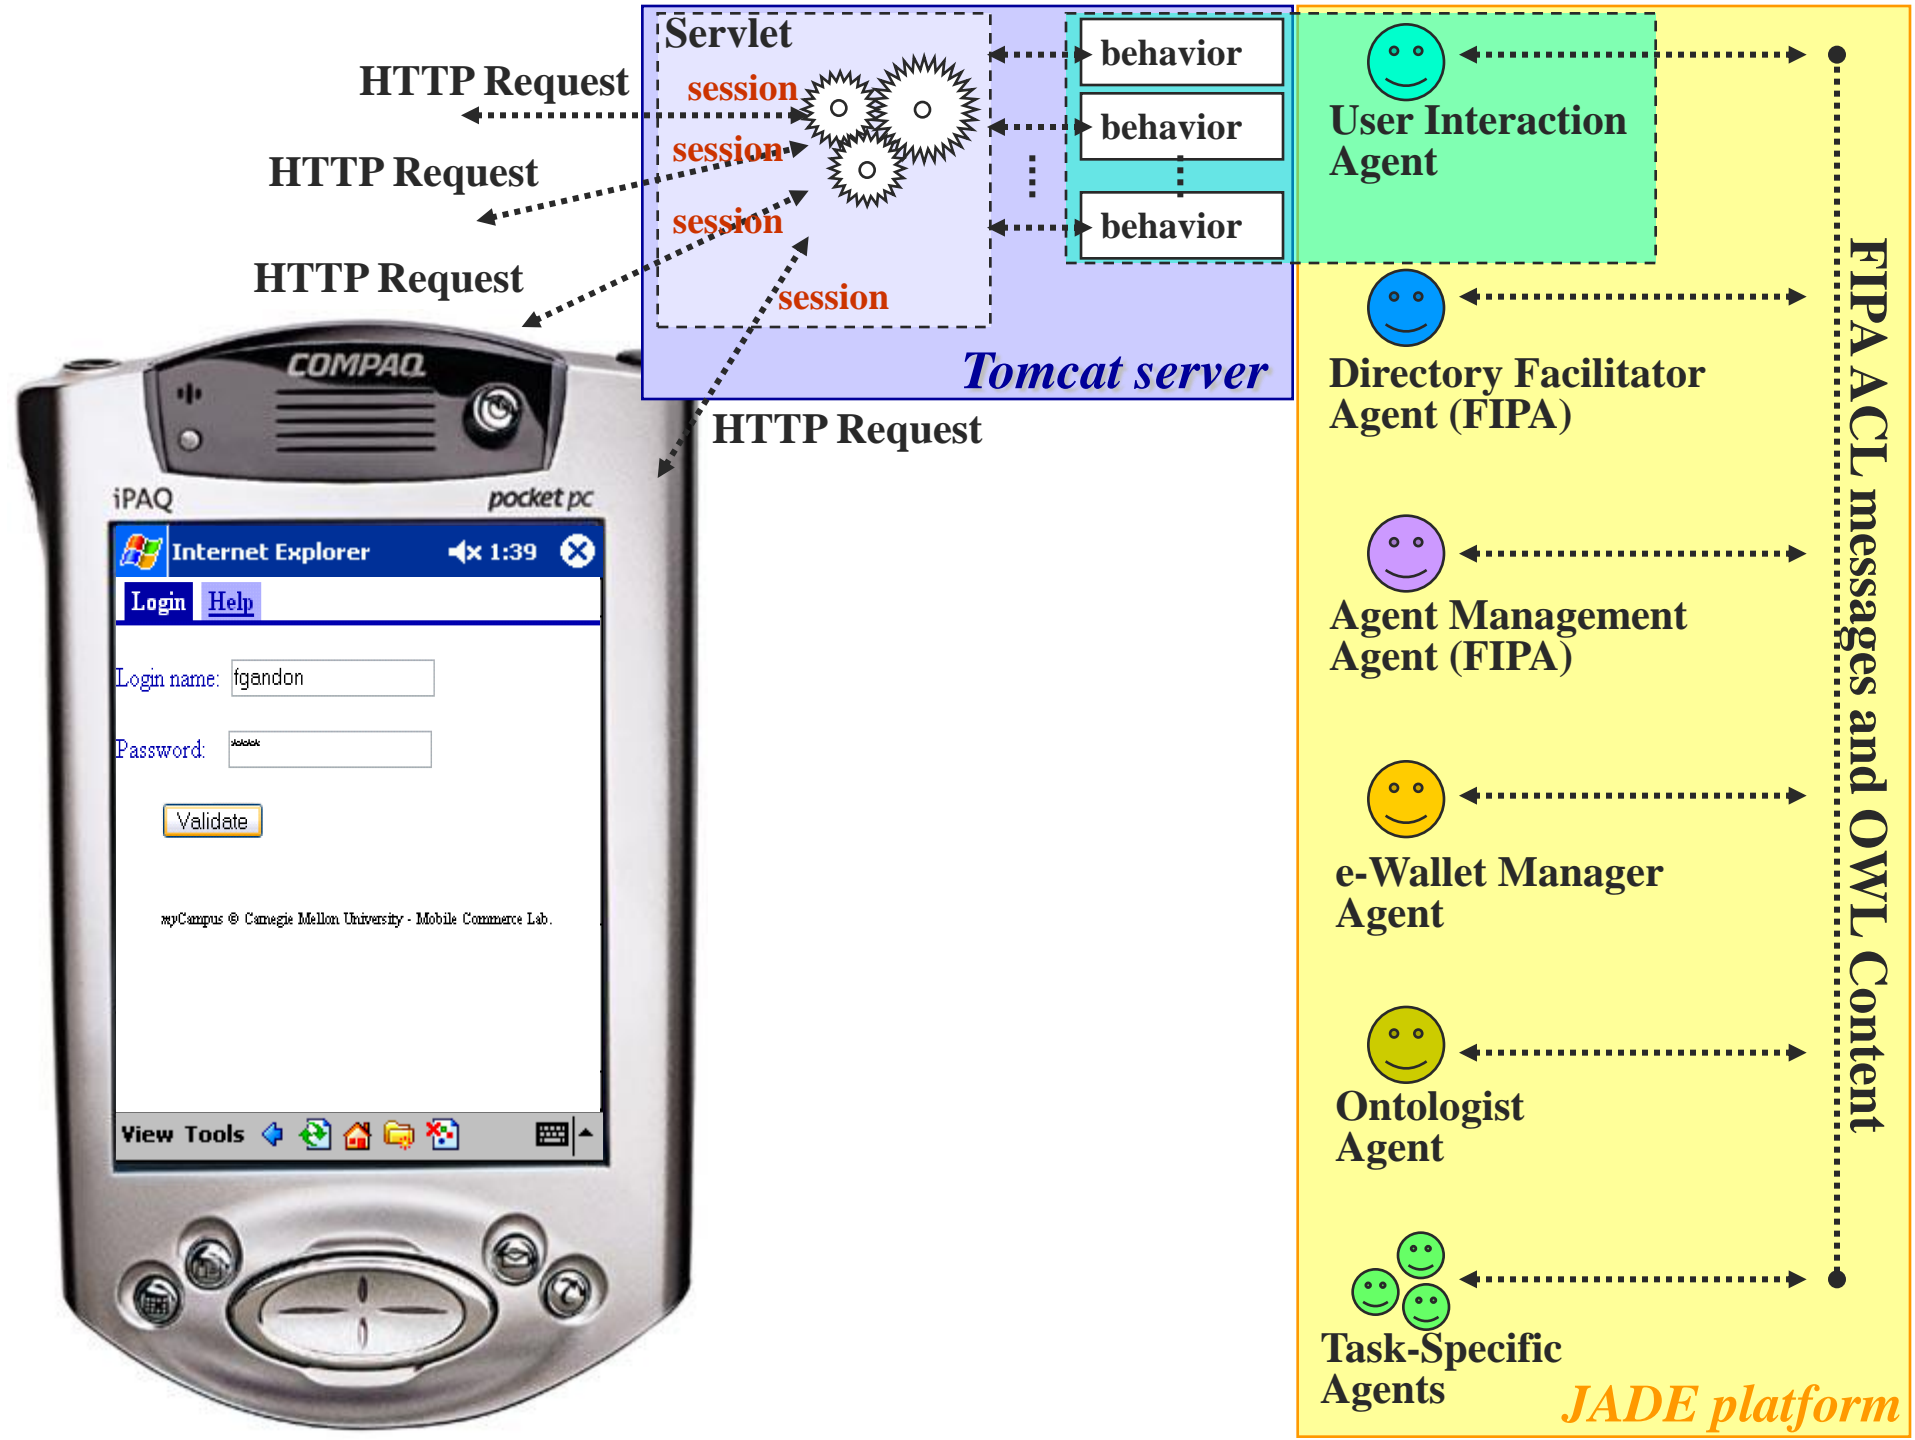 Servlet
HTTP Request
session
HTTP Request
session
HTTP Request
session
session
HTTP Request
Tomcat server
behavior
behavior
behavior
User Interaction
Agent
Directory Facilitator
Agent (FIPA)
Agent Management
Agent (FIPA)
e-Wallet Manager
Agent
Ontologist
Agent
Task-Specific
Agents
FIPA ACL messages and OWL Content
JADE platform
COMPAQ
iPAQ
pocket pc
Internet Explorer 1:39
Login Help
Login name: fgandon
Password: *****
Validate
myCampus © Carnegie Mellon University - Mobile Commerce Lab.
View Tools